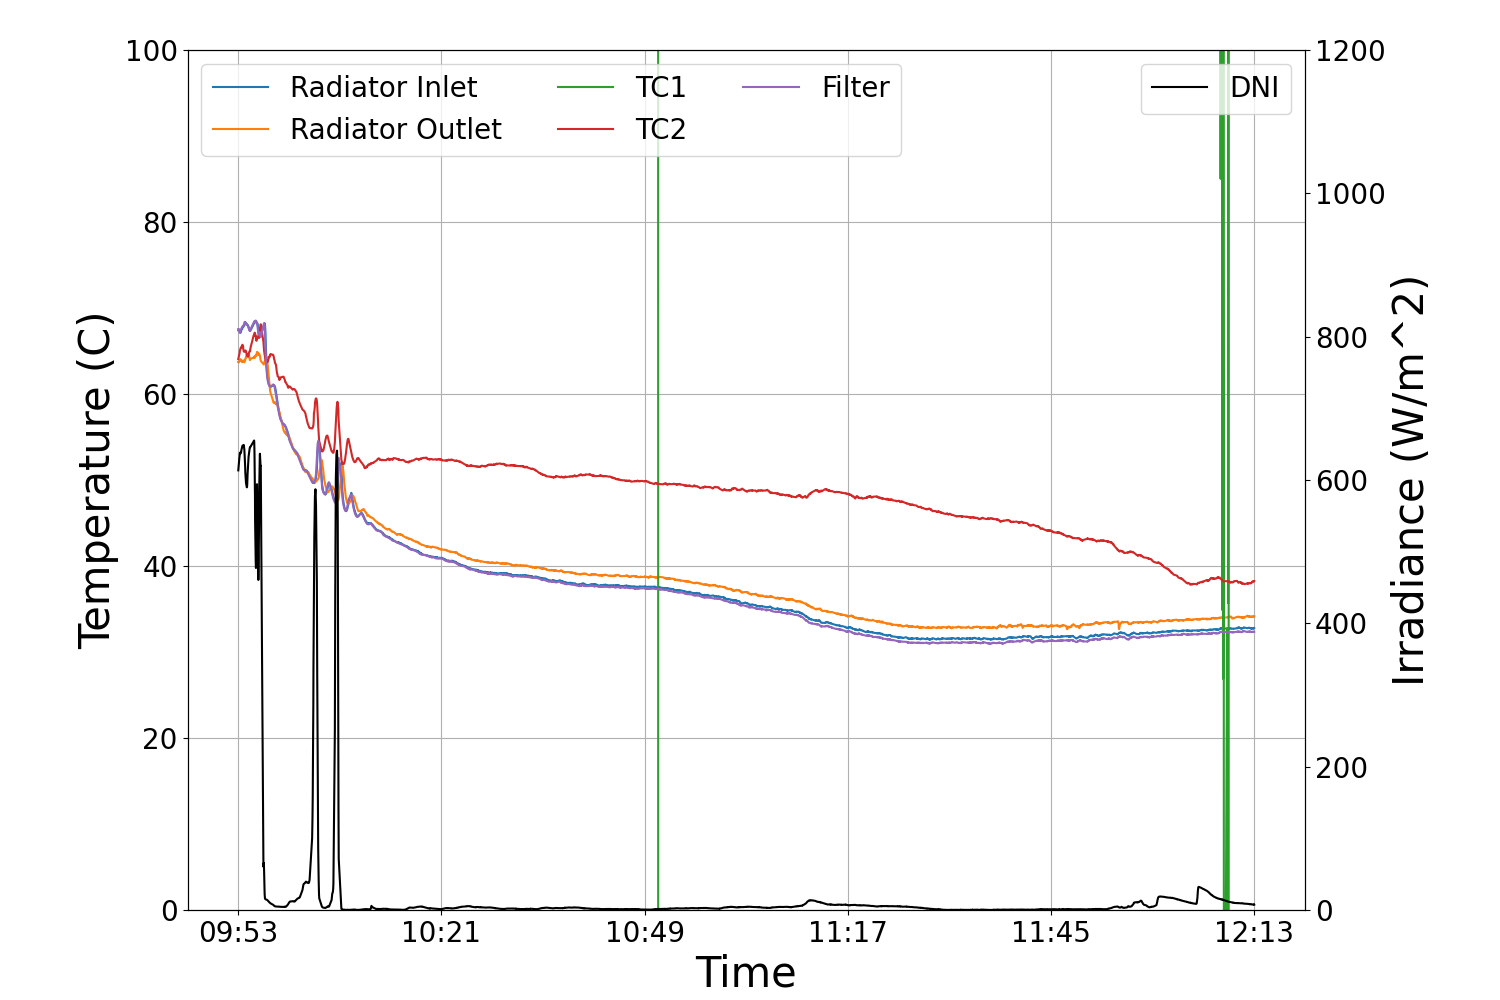 Temperature (C)
100
80
60
40
20
0
Radiator Inlet
Radiator Outlet
TC1
TC2
Filter
DNI
1200
1000
800
600
400
200
0
Irradiance (W/m^2)
09:53 10:21 10:49 11:17 11:45 12:13
Time